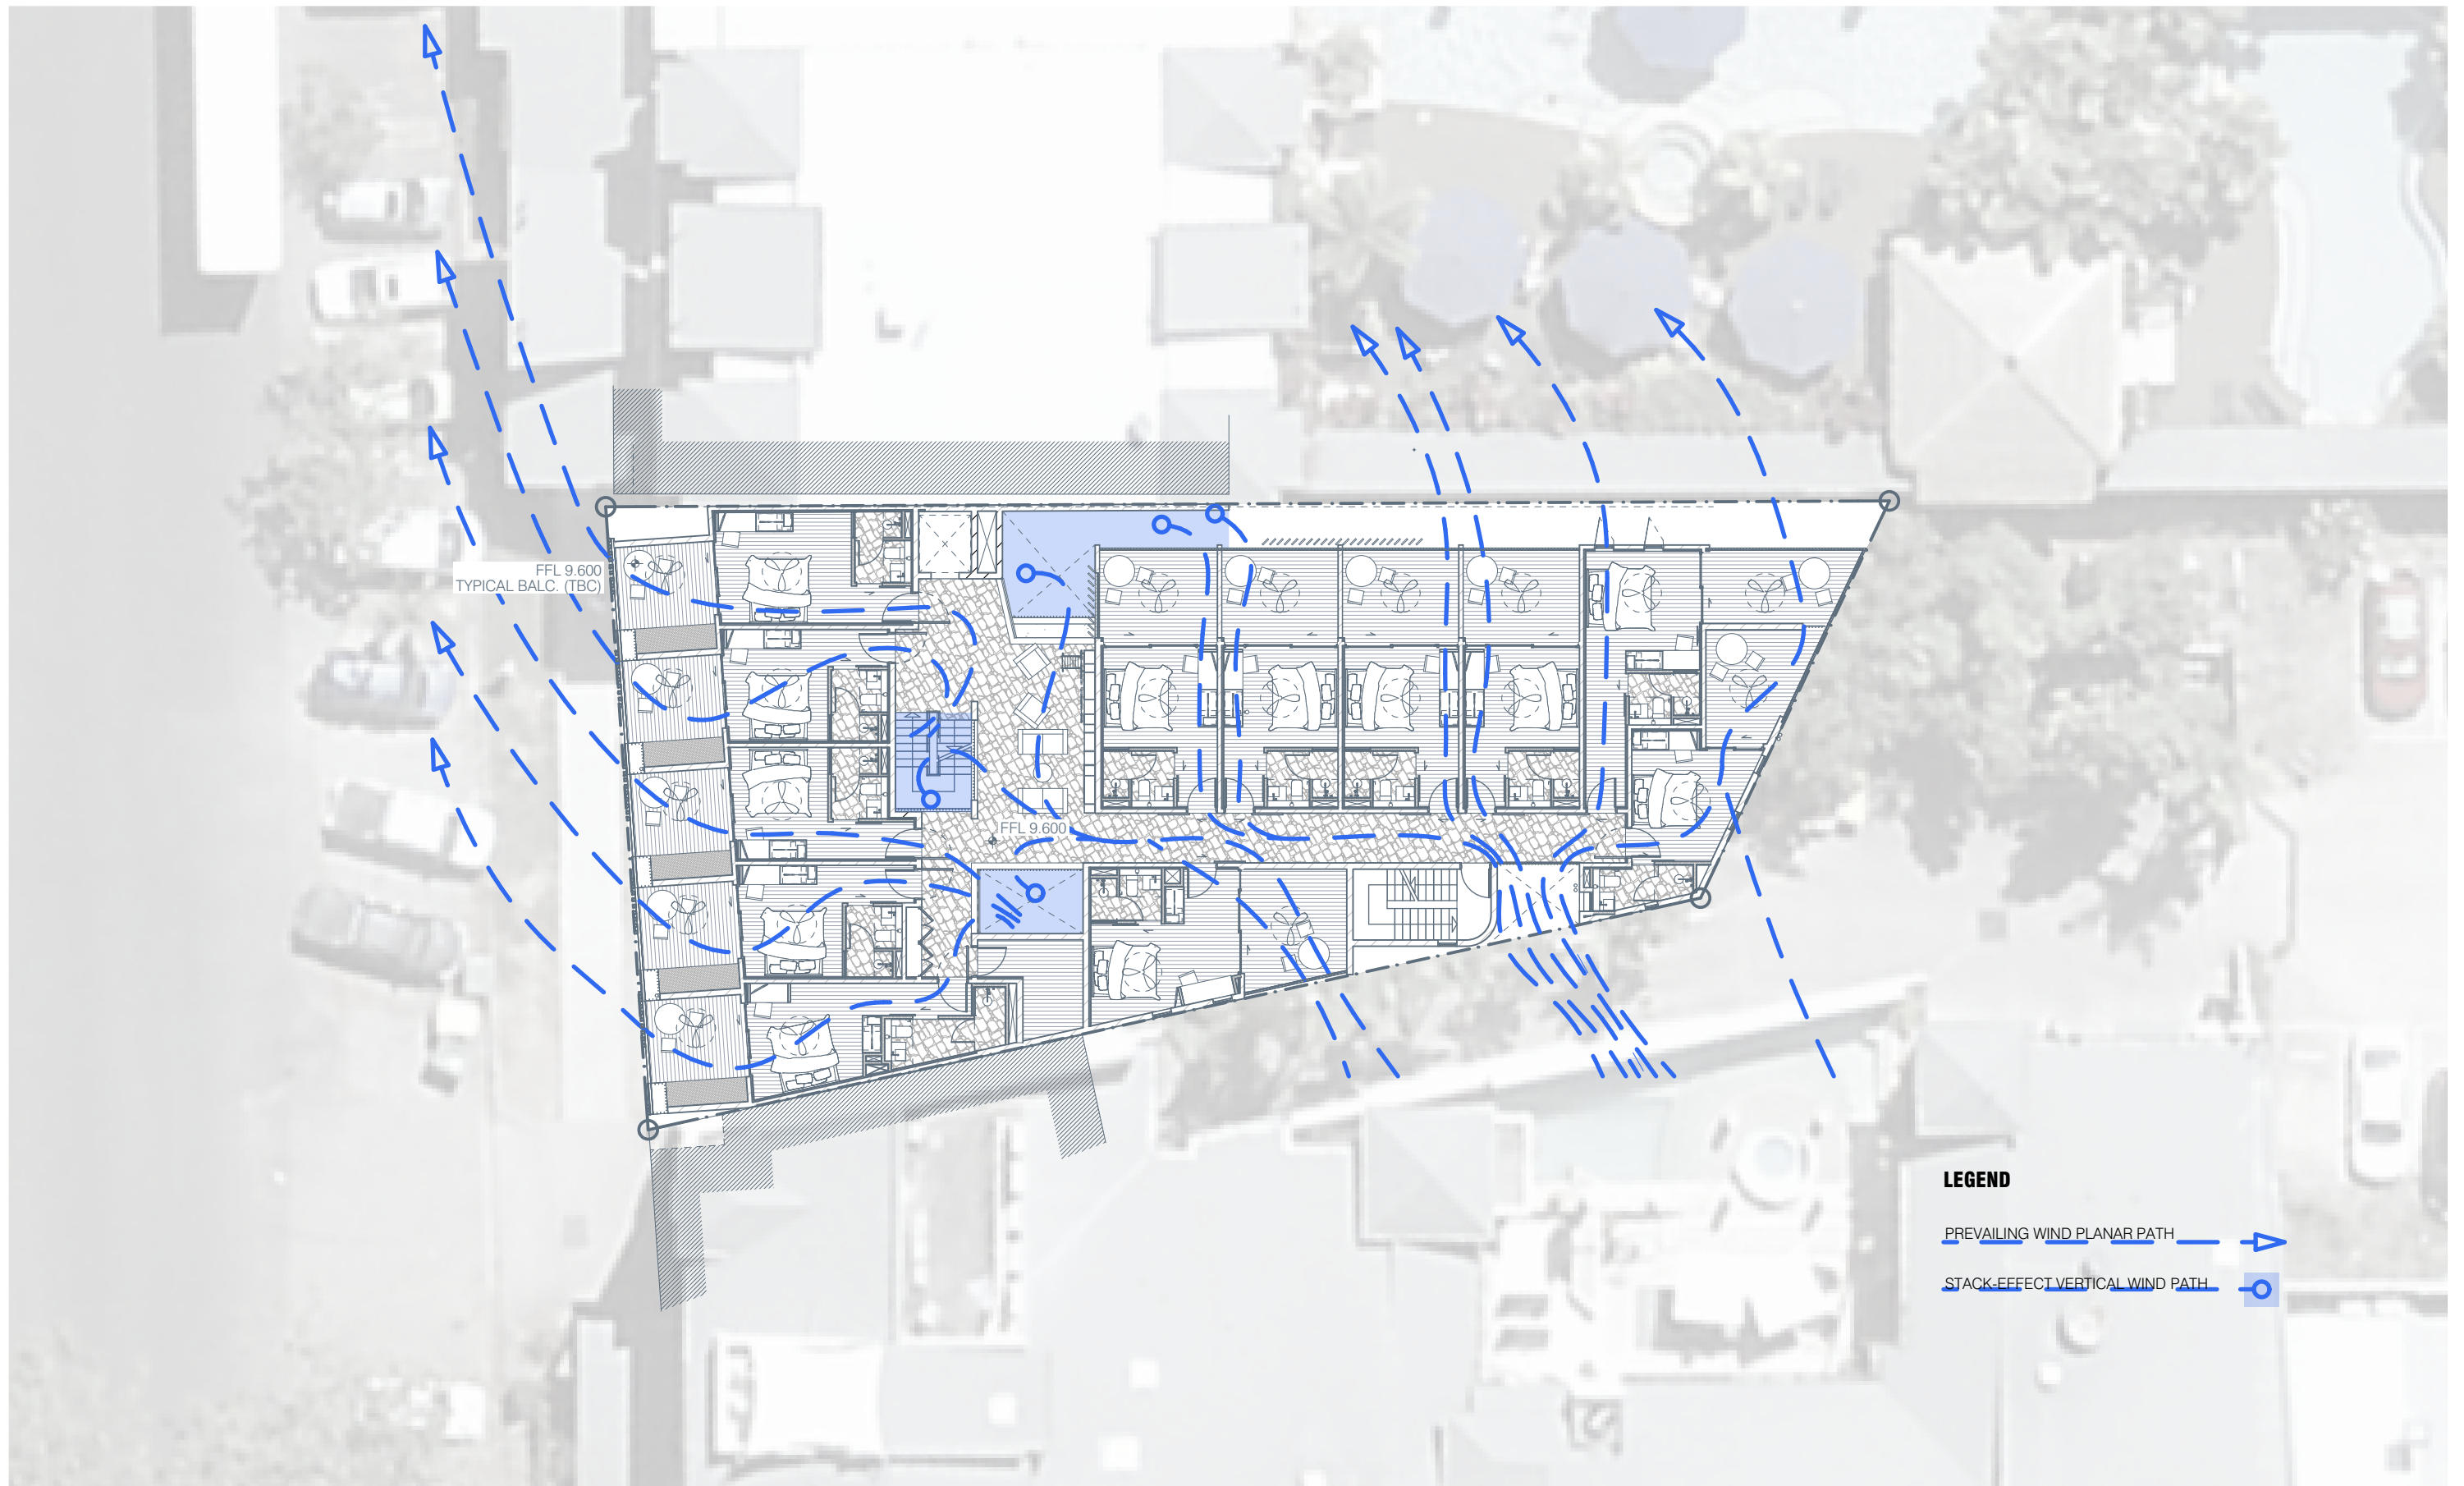 FFL 9.600
TYPICAL BALC. (TBC)
FFL 9.600
LEGEND
PREVAILING WIND PLANAR PATH
STACK-EFFECT VERTICAL WIND PATH